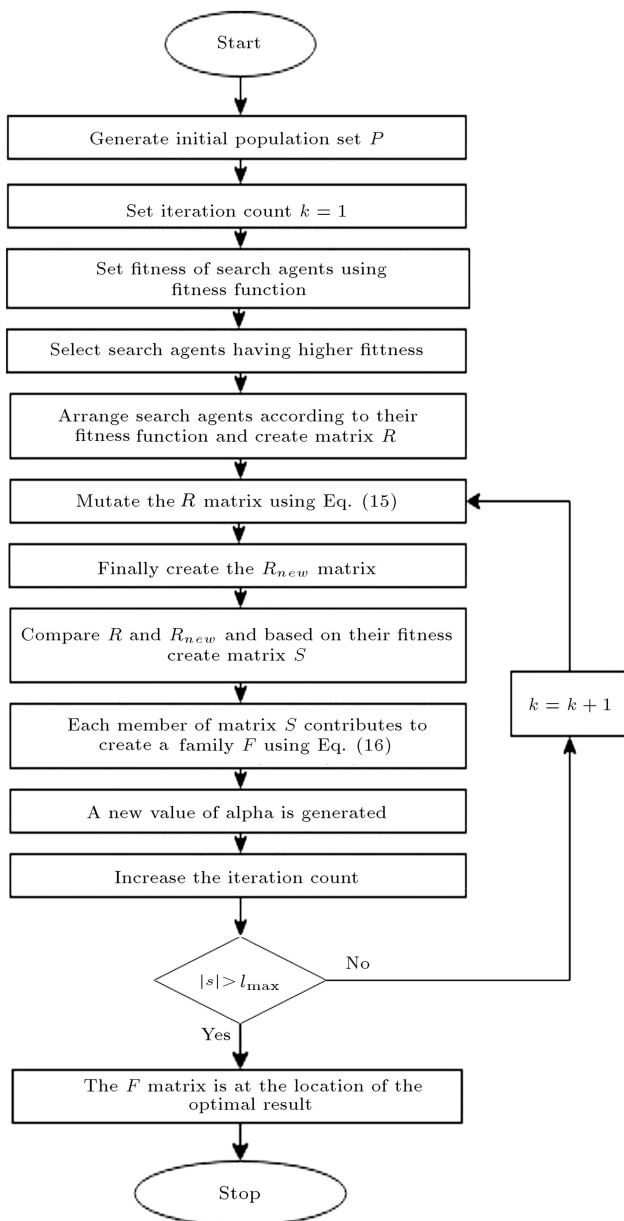 Start
Generate initial population set P
Set iteration count k = 1
Set fitness of search agents using
fitness function
Select search agents having higher fittness
Arrange search agents according to their
fitness function and create matrix R
Mutate the R matrix using Eq. (15)
Finally create the R_new matrix
Compare R and R_new and based on their fitness
create matrix S
k = k + 1
Each member of matrix S contributes to
create a family F using Eq. (16)
A new value of alpha is generated
Increase the iteration count
|s| > l_max
No
Yes
The F matrix is at the location of the
optimal result
Stop